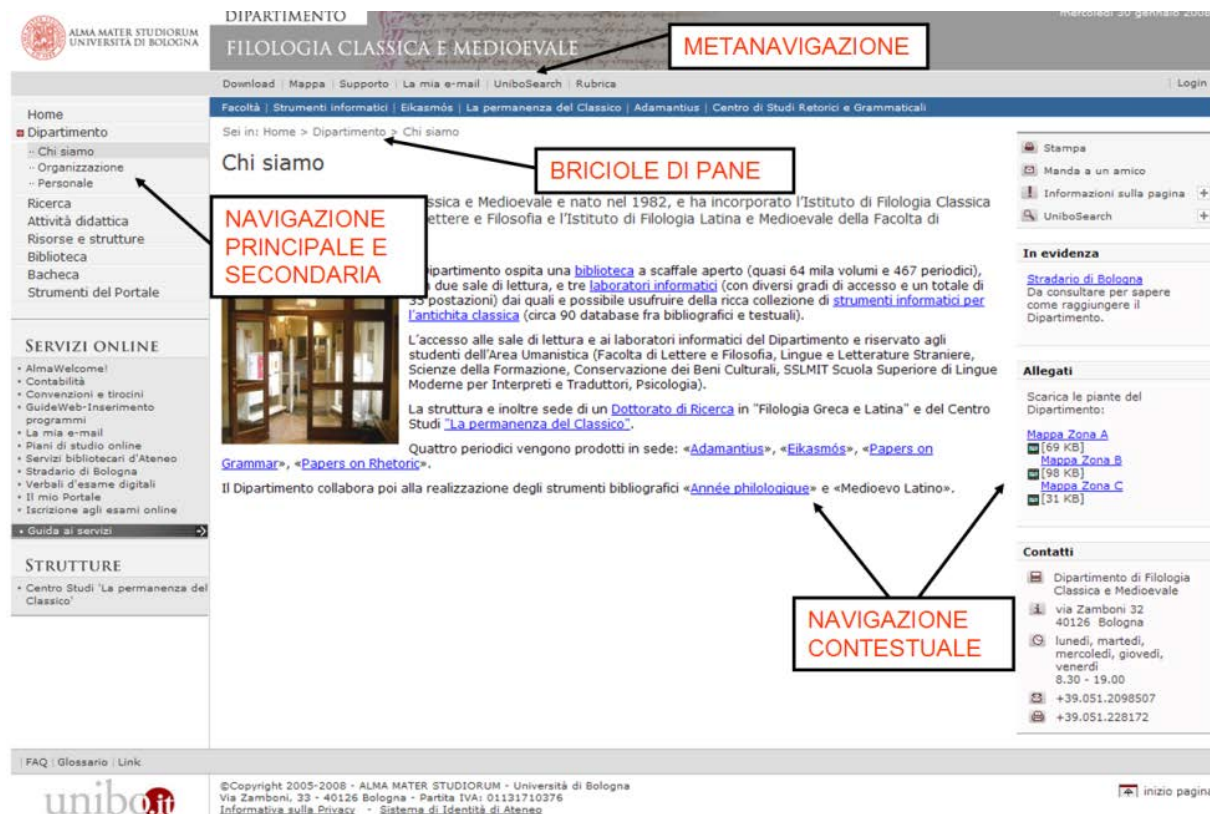 ALMA MATER STUDIORUM
UNIVERSITÀ DI BOLOGNA
DIPARTIMENTO
FILOLOGIA CLASSICA E MEDIOEVALE
mercoledì 30 gennaio 2008
METANAVIGAZIONE
Download | Mappa | Supporto | La mia e-mail | UniboSearch | Rubrica
| Login
Facoltà | Strumenti informatici | Eikasmós | La permanenza del Classico | Adamantius | Centro di Studi Retorici e Grammaticali
Home
Dipartimento
Chi siamo
Organizzazione
Personale
Ricerca
Attività didattica
Risorse e strutture
Biblioteca
Bacheca
Strumenti del Portale
NAVIGAZIONE
PRINCIPALE E
SECONDARIA
SERVIZI ONLINE
• AlmaWelcome!
• Contabilità
• Convenzioni e tirocini
• GuideWeb-Inserimento
programmi
• La mia e-mail
• Piani di studio online
• Servizi bibliotecari d'Ateneo
• Stradario di Bologna
• Verbali d'esame digitali
• Il mio Portale
• Iscrizione agli esami online
• Guida ai servizi
STRUTTURE
• Centro Studi 'La permanenza del
Classico'
Sei in: Home > Dipartimento > Chi siamo
BRICIOLE DI PANE
Chi siamo
ssica e Medioevale e nato nel 1982, e ha incorporato l'Istituto di Filologia Classica
ettere e Filosofia e l'Istituto di Filologia Latina e Medioevale della Facolta di
Dipartimento ospita una biblioteca a scaffale aperto (quasi 64 mila volumi e 467 periodici),
due sale di lettura, e tre laboratori informatici (con diversi gradi di accesso e un totale di
35 postazioni) dai quali e possibile usufruire della ricca collezione di strumenti informatici per
l'antichita classica (circa 90 database fra bibliografici e testuali).
L'accesso alle sale di lettura e ai laboratori informatici del Dipartimento e riservato agli
studenti dell'Area Umanistica (Facolta di Lettere e Filosofia, Lingue e Letterature Straniere,
Scienze della Formazione, Conservazione dei Beni Culturali, SSLMIT Scuola Superiore di Lingue
Moderne per Interpreti e Traduttori, Psicologia).
La struttura e inoltre sede di un Dottorato di Ricerca in "Filologia Greca e Latina" e del Centro
Studi "La permanenza del Classico".
Quattro periodici vengono prodotti in sede: «Adamantius», «Eikasmós», «Papers on
Grammar», «Papers on Rhetoric».
Il Dipartimento collabora poi alla realizzazione degli strumenti bibliografici «Année philologique» e «Medioevo Latino».
NAVIGAZIONE
CONTESTUALE
Stampa
Manda a un amico
Informazioni sulla pagina
UniboSearch
In evidenza
Stradario di Bologna
Da consultare per sapere
come raggiungere il
Dipartimento.
Allegati
Scarica le piante del
Dipartimento:
Mappa Zona A
[69 KB]
Mappa Zona B
[98 KB]
Mappa Zona C
[31 KB]
Contatti
Dipartimento di Filologia
Classica e Medioevale
via Zamboni 32
40126 Bologna
lunedì, martedì,
mercoledì, giovedì,
venerdì
8.30 - 19.00
+39.051.2098507
+39.051.228172
| FAQ | Glossario | Link
unibo.it
©Copyright 2005-2008 - ALMA MATER STUDIORUM - Università di Bologna
Via Zamboni, 33 - 40126 Bologna - Partita IVA: 01131710376
Informativa sulla Privacy - Sistema di Identità di Ateneo
inizio pagina